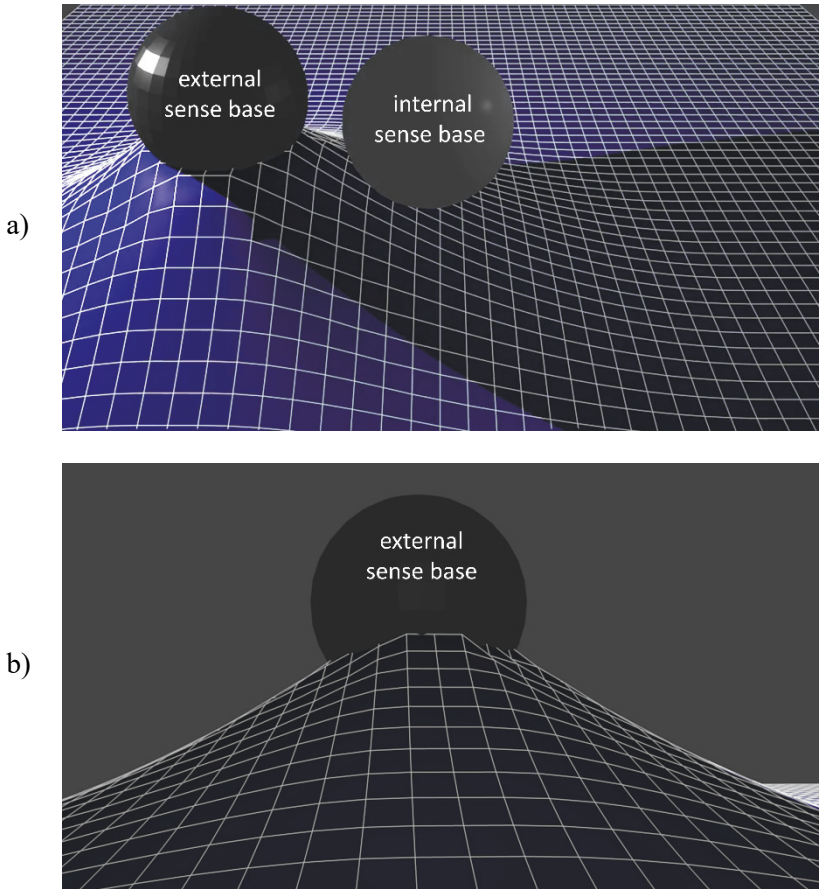 external
sense base
internal
sense base
a)
external
sense base
b)